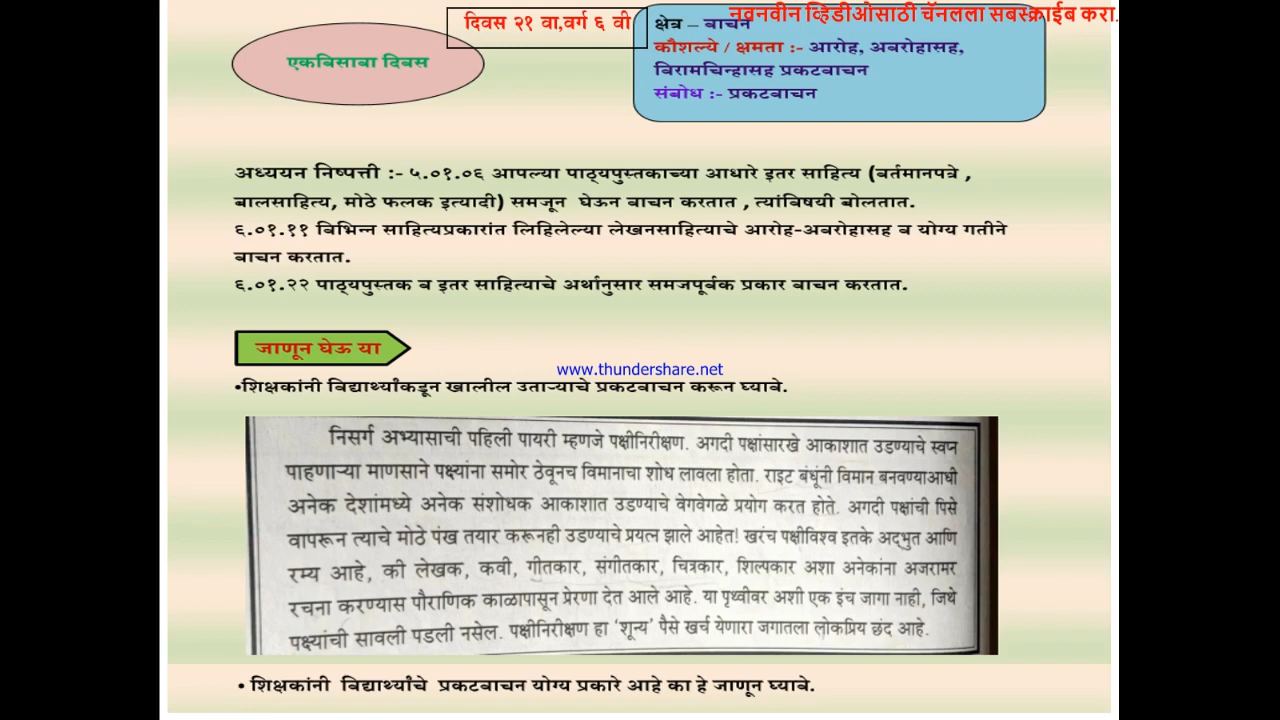 नवनवीन व्हिडीओसाठी चॅनलला सबस्क्राईब करा.
दिवस २१ वा,वर्ग ६ वी
एकविसावा दिवस
क्षेत्र – वाचन
कौशल्ये / क्षमता :- आरोह, अवरोहासह,
विरामचिन्हासह प्रकटवाचन
संबोध :- प्रकटवाचन
अध्ययन निष्पत्ती :- ५.०१.०६ आपल्या पाठ्यपुस्तकाच्या आधारे इतर साहित्य (वर्तमानपत्रे ,
बालसाहित्य, मोठे फलक इत्यादी) समजून घेऊन वाचन करतात , त्यांविषयी बोलतात.
६.०१.११ विभिन्न साहित्यप्रकारांत लिहिलेल्या लेखनसाहित्याचे आरोह-अवरोहासह व योग्य गतीने
वाचन करतात.
६.०१.२२ पाठ्यपुस्तक व इतर साहित्याचे अर्थानुसार समजपूर्वक प्रकार वाचन करतात.
जाणून घेऊ या
www.thundershare.net
•शिक्षकांनी विद्यार्थ्यांकडून खालील उताऱ्याचे प्रकटवाचन करून घ्यावे.
निसर्ग अभ्यासाची पहिली पायरी म्हणजे पक्षीनिरीक्षण. अगदी पक्षांसारखे आकाशात उडण्याचे स्वप्न
पाहणाऱ्या माणसाने पक्ष्यांना समोर ठेवूनच विमानाचा शोध लावला होता. राइट बंधूंनी विमान बनवण्याआधी
अनेक देशांमध्ये अनेक संशोधक आकाशात उडण्याचे वेगवेगळे प्रयोग करत होते. अगदी पक्षांची पिसे
वापरून त्याचे मोठे पंख तयार करूनही उडण्याचे प्रयत्न झाले आहेत! खरंच पक्षीविश्व इतके अद्भुत आणि
रम्य आहे, की लेखक, कवी, गीतकार, संगीतकार, चित्रकार, शिल्पकार अशा अनेकांना अजरामर
रचना करण्यास पौराणिक काळापासून प्रेरणा देत आले आहे. या पृथ्वीवर अशी एक इंच जागा नाही, जिथे
पक्ष्यांची सावली पडली नसेल. पक्षीनिरीक्षण हा 'शून्य' पैसे खर्च येणारा जगातला लोकप्रिय छंद आहे.
• शिक्षकांनी विद्यार्थ्यांचे प्रकटवाचन योग्य प्रकारे आहे का हे जाणून घ्यावे.